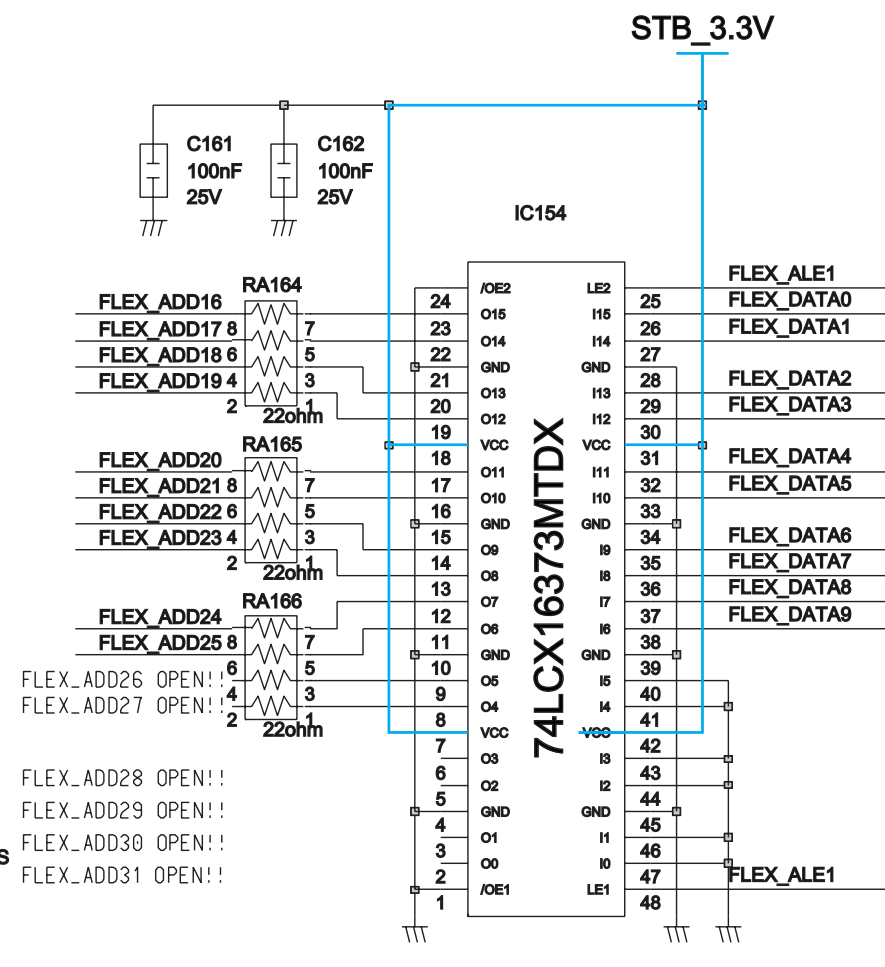 STB_3.3V
C161
100nF
25V
C162
100nF
25V
IC154
RA164
FLEX_ADD16
FLEX_ADD17 8 7
FLEX_ADD18 6 5
FLEX_ADD19 4 3
2 1
22ohm
RA165
FLEX_ADD20
FLEX_ADD21 8 7
FLEX_ADD22 6 5
FLEX_ADD23 4 3
2 1
22ohm
RA166
FLEX_ADD24
FLEX_ADD25 8 7
6 5
FLEX_ADD26 OPEN!!
4 3
FLEX_ADD27 OPEN!!
2 1
22ohm
FLEX_ADD28 OPEN!!
FLEX_ADD29 OPEN!!
FLEX_ADD30 OPEN!!
s
FLEX_ADD31 OPEN!!
24 /OE2
23 O15
22 O14
21 GND
20 O13
19 O12
18 VCC
17 O11
16 O10
15 GND
14 O9
13 O8
12 O7
11 O6
10 GND
9 O5
8 O4
7 VCC
6 O3
5 O2
4 GND
3 O1
2 O0
1 /OE1
74LCX16373MTDX
LE2 25 FLEX_ALE1
I15 26 FLEX_DATA0
I14 27 FLEX_DATA1
GND 28
I13 29 FLEX_DATA2
I12 30 FLEX_DATA3
VCC 31
I11 32 FLEX_DATA4
I10 33 FLEX_DATA5
GND 34
I9 35 FLEX_DATA6
I8 36 FLEX_DATA7
I7 37 FLEX_DATA8
I6 38 FLEX_DATA9
GND 39
I5 40
I4 41
VCC 42
I3 43
I2 44
GND 45
I1 46
I0 47
LE1 48 FLEX_ALE1